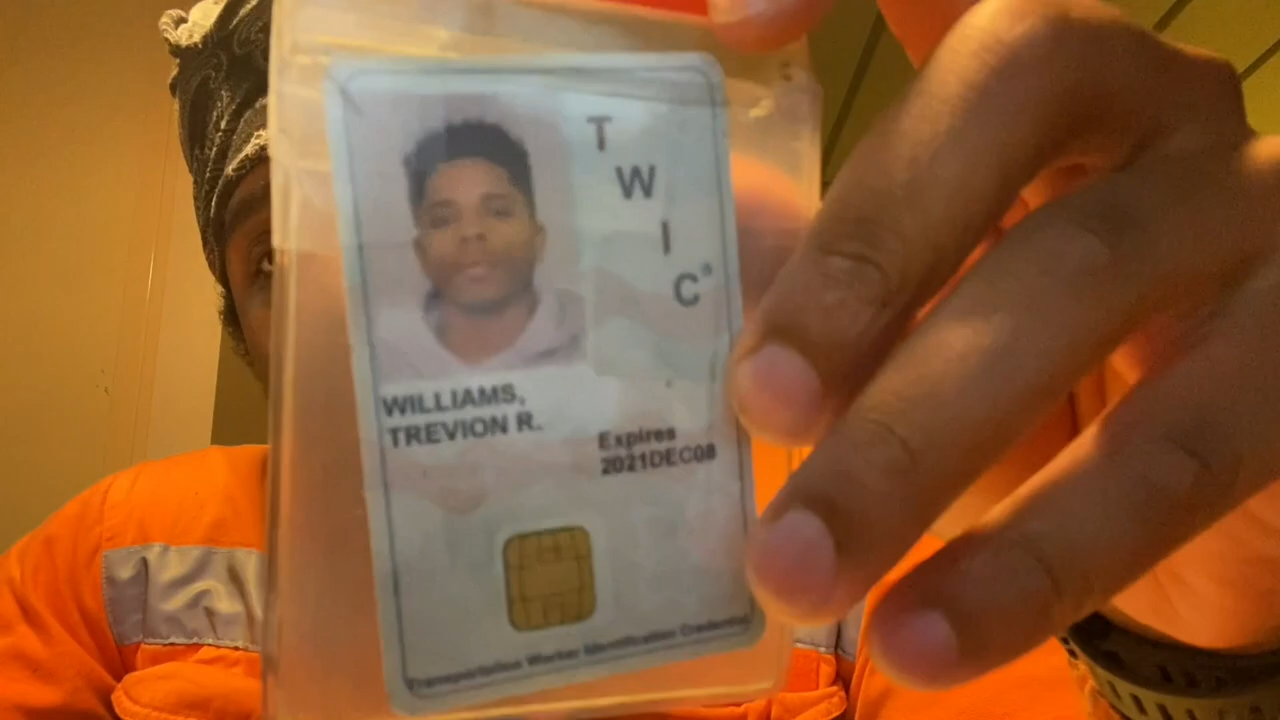 T
W
I
C®
WILLIAMS,
TREVION R.
Expires
2021DEC08
Transportation Worker Identification Credential